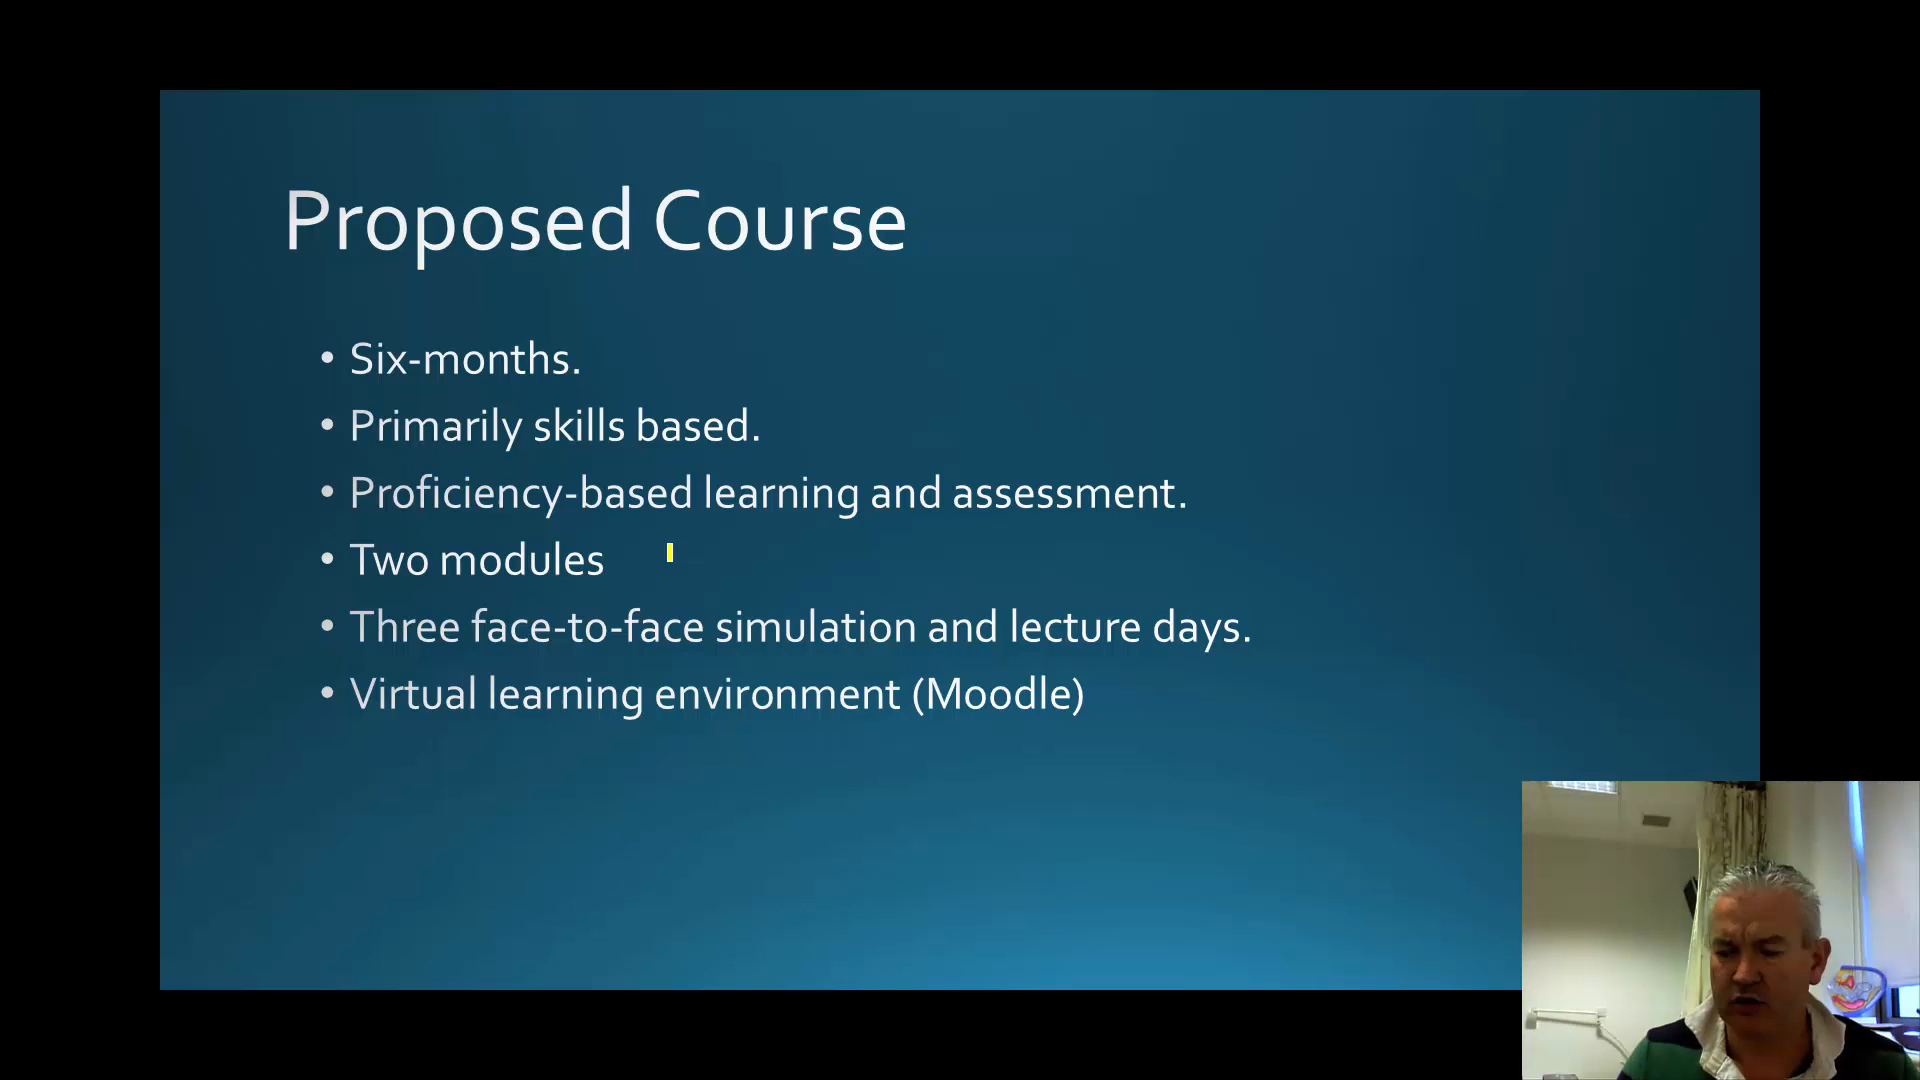 Proposed Course
• Six-months.
• Primarily skills based.
• Proficiency-based learning and assessment.
• Two modules
• Three face-to-face simulation and lecture days.
• Virtual learning environment (Moodle)